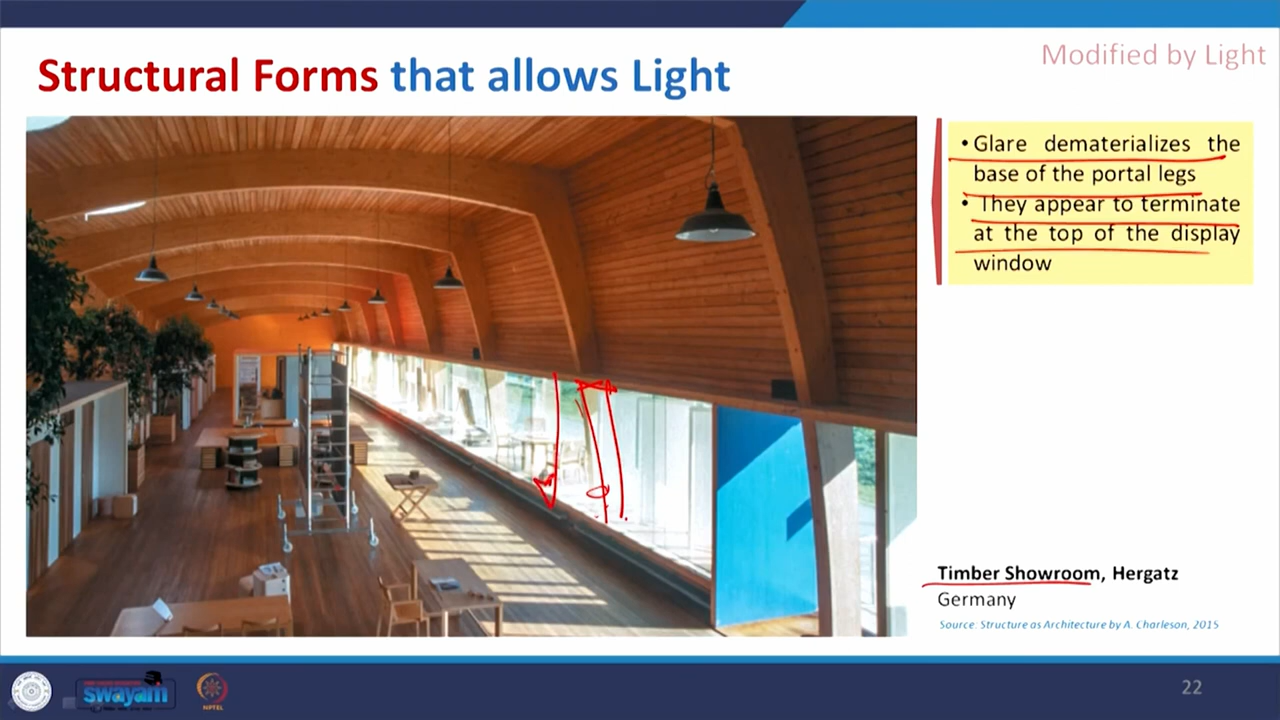 Modified by Light
Structural Forms that allows Light
• Glare dematerializes the
base of the portal legs
• They appear to terminate
at the top of the display
window
Timber Showroom, Hergatz
Germany
Source: Structure as Architecture by A. Charleson, 2015
swayam
NPTEL
22